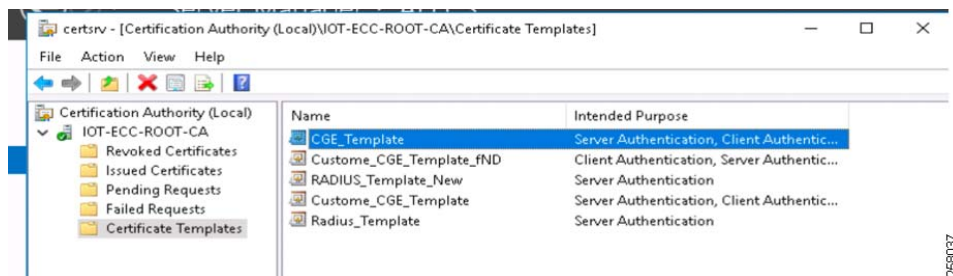 certsrv - [Certification Authority (Local)\IOT-ECC-ROOT-CA\Certificate Templates]
File Action View Help
Certification Authority (Local)
IOT-ECC-ROOT-CA
Revoked Certificates
Issued Certificates
Pending Requests
Failed Requests
Certificate Templates
Name Intended Purpose
CGE_Template Server Authentication, Client Authentic...
Custome_CGE_Template_fND Client Authentication, Server Authentic...
RADIUS_Template_New Server Authentication
Custome_CGE_Template Server Authentication, Client Authentic...
Radius_Template Server Authentication
258037